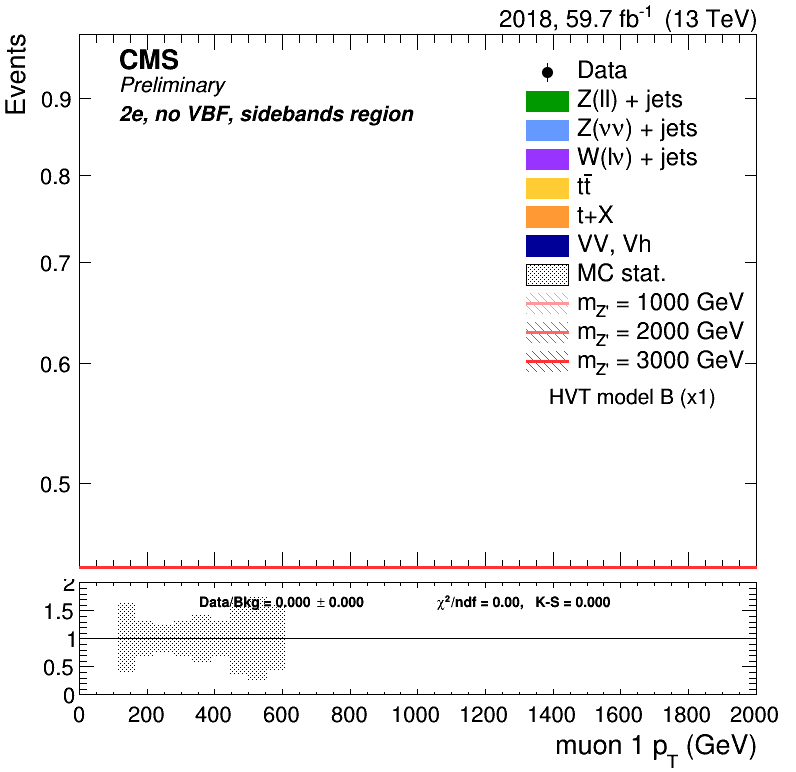 2018, 59.7 fb⁻¹ (13 TeV)
Events
CMS
Preliminary
2e, no VBF, sidebands region
Data
Z(ll) + jets
Z(νν) + jets
W(lν) + jets
tt̄
t+X
VV, Vh
MC stat.
m_Z' = 1000 GeV
m_Z' = 2000 GeV
m_Z' = 3000 GeV
HVT model B (x1)
0.9
0.8
0.7
0.6
0.5
Data/Bkg = 0.000 ± 0.000 χ²/ndf = 0.00, K-S = 0.000
2
1.5
1
0.5
0
0 200 400 600 800 1000 1200 1400 1600 1800 2000
muon 1 p_T (GeV)